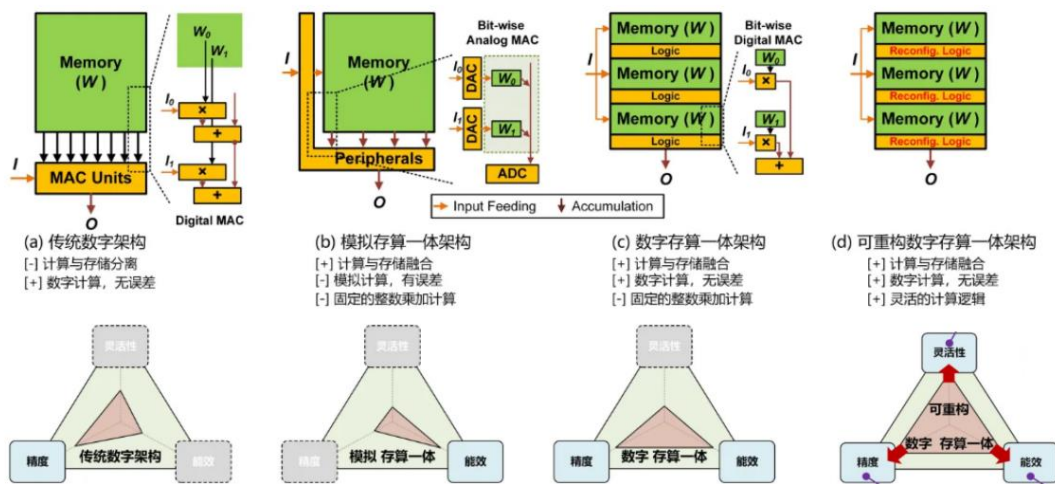 Memory
(W)
W0
W1
I0
×
+
I1
×
+
I
MAC Units
O
Digital MAC
Memory
(W)
I
Peripherals
O
Bit-wise
Analog MAC
I0
DAC
W0
I1
DAC
W1
ADC
Memory (W)
Logic
Memory (W)
Logic
Memory (W)
Logic
I
O
Bit-wise
Digital MAC
W0
I0
×
W1
I1
×
+
Memory (W)
Reconfig. Logic
Memory (W)
Reconfig. Logic
Memory (W)
Reconfig. Logic
I
O
Input Feeding
Accumulation
(a) 传统数字架构
[-] 计算与存储分离
[+] 数字计算，无误差
(b) 模拟存算一体架构
[+] 计算与存储融合
[-] 模拟计算，有误差
[-] 固定的整数乘加计算
(c) 数字存算一体架构
[+] 计算与存储融合
[+] 数字计算，无误差
[-] 固定的整数乘加计算
(d) 可重构数字存算一体架构
[+] 计算与存储融合
[+] 数字计算，无误差
[+] 灵活的计算逻辑
灵活性
精度
传统数字架构
能效
灵活性
精度
模拟 存算一体
能效
灵活性
精度
数字 存算一体
能效
灵活性
可重构
数字 存算一体
精度
能效